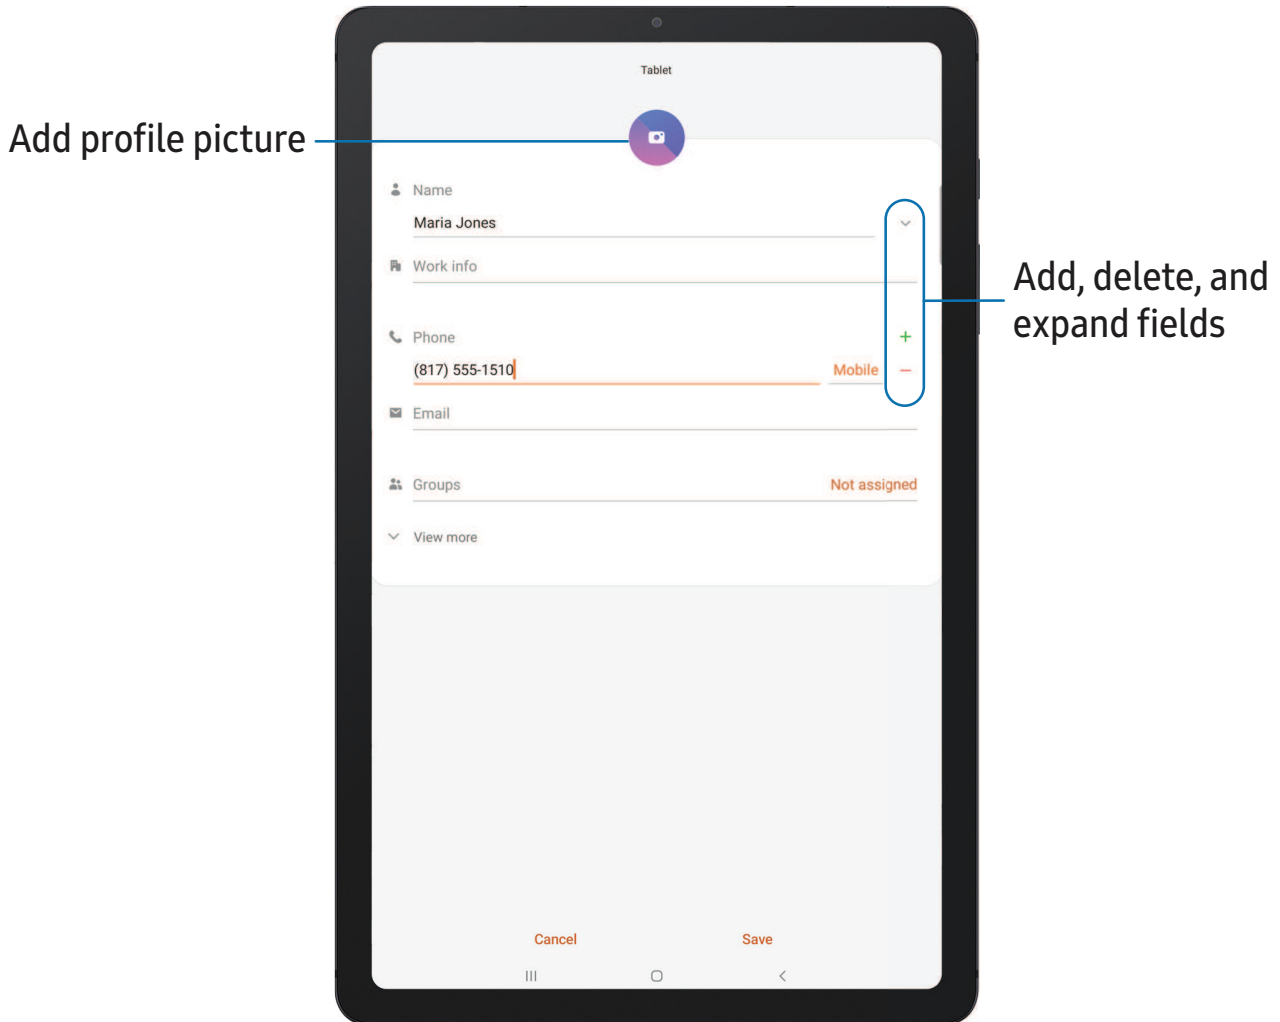 Tablet
Add profile picture
Name
Maria Jones
Work info
Add, delete, and
expand fields
Phone
(817) 555-1510 Mobile
Email
Groups Not assigned
View more
Cancel Save